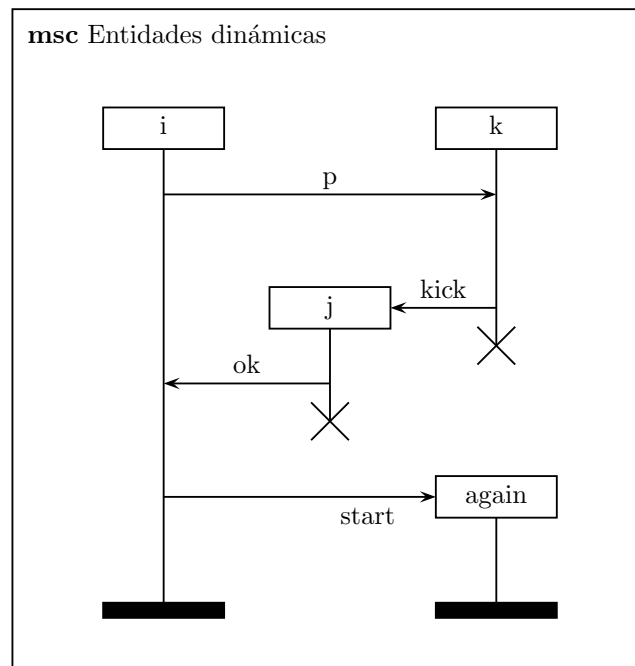 msc Entidades dinámicas
i
k
p
j
kick
ok
again
start